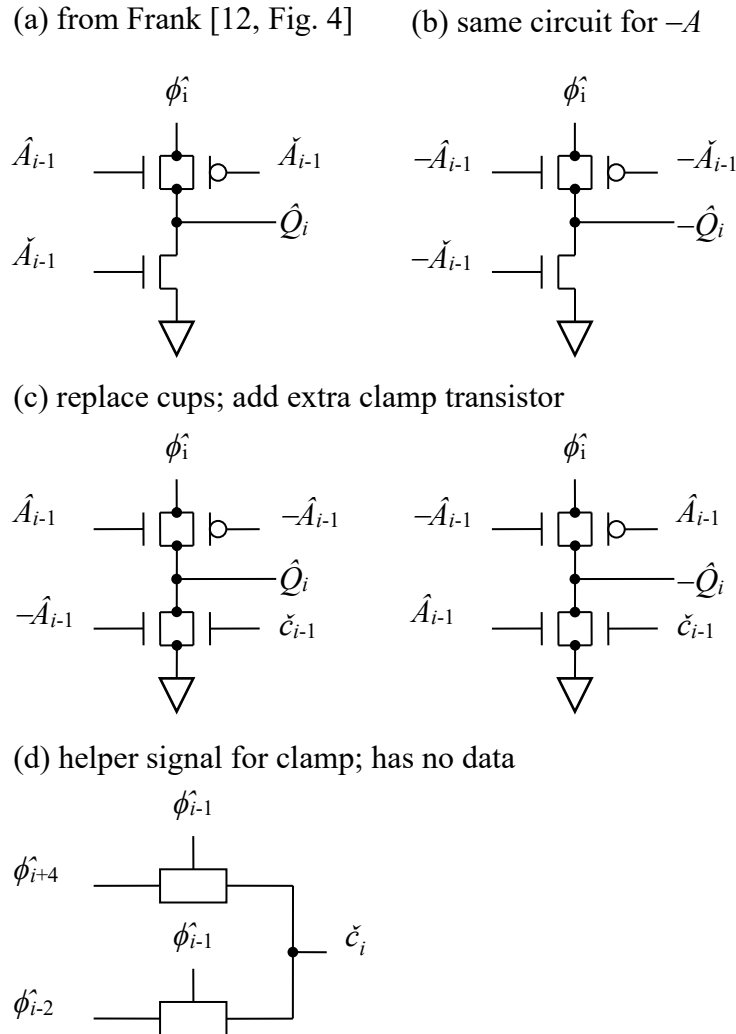 (a) from Frank [12, Fig. 4] (b) same circuit for –A
ϕ̂i ϕ̂i
Âi-1 Ǎi-1 –Âi-1 –Ǎi-1
Q̂i –Q̂i
Ǎi-1 –Ǎi-1
(c) replace cups; add extra clamp transistor
ϕ̂i ϕ̂i
Âi-1 –Âi-1 –Âi-1 Âi-1
Q̂i –Q̂i
–Âi-1 či-1 Âi-1 či-1
(d) helper signal for clamp; has no data
ϕ̂i-1
ϕ̂i+4
ϕ̂i-1 či
ϕ̂i-2